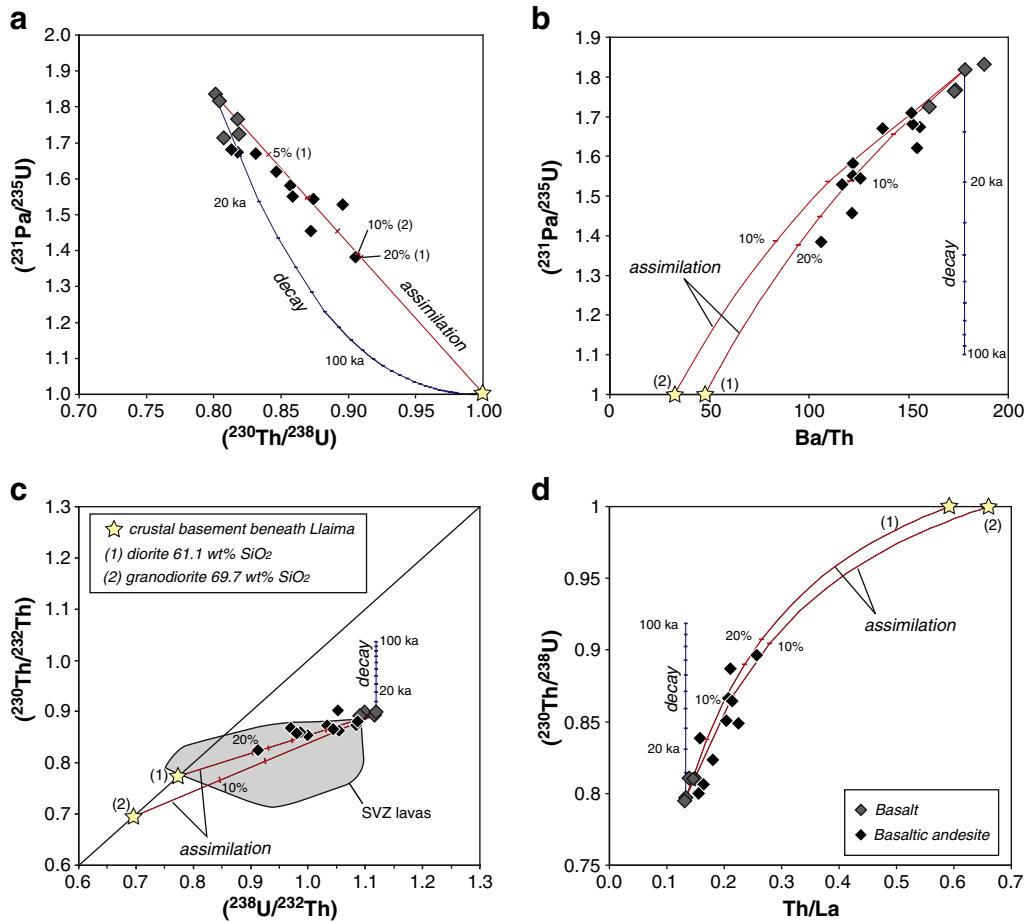 a
2.0
1.9
1.8
1.7
1.6
1.5
1.4
1.3
1.2
1.1
1.0
0.70 0.75 0.80 0.85 0.90 0.95 1.00
(²³¹Pa/²³⁵U)
(²³⁰Th/²³⁸U)
5% (1)
20 ka
10% (2)
20% (1)
decay
assimilation
100 ka
b
1.9
1.8
1.7
1.6
1.5
1.4
1.3
1.2
1.1
1
0 50 100 150 200
(²³¹Pa/²³⁵U)
Ba/Th
10%
20 ka
10%
20%
assimilation
decay
100 ka
(2) (1)
c
1.3
1.2
1.1
1.0
0.9
0.8
0.7
0.6
0.6 0.7 0.8 0.9 1.0 1.1 1.2 1.3
(²³⁰Th/²³²Th)
(²³⁸U/²³²Th)
crustal basement beneath Llaima
(1) diorite 61.1 wt% SiO₂
(2) granodiorite 69.7 wt% SiO₂
100 ka
decay
20 ka
20%
(1)
10%
(2)
SVZ lavas
assimilation
d
1
0.95
0.90
0.85
0.8
0.75
0.0 0.1 0.2 0.3 0.4 0.5 0.6 0.7
(²³⁰Th/²³⁸U)
Th/La
(1)
(2)
assimilation
100 ka
20%
10%
decay
10%
20 ka
Basalt
Basaltic andesite